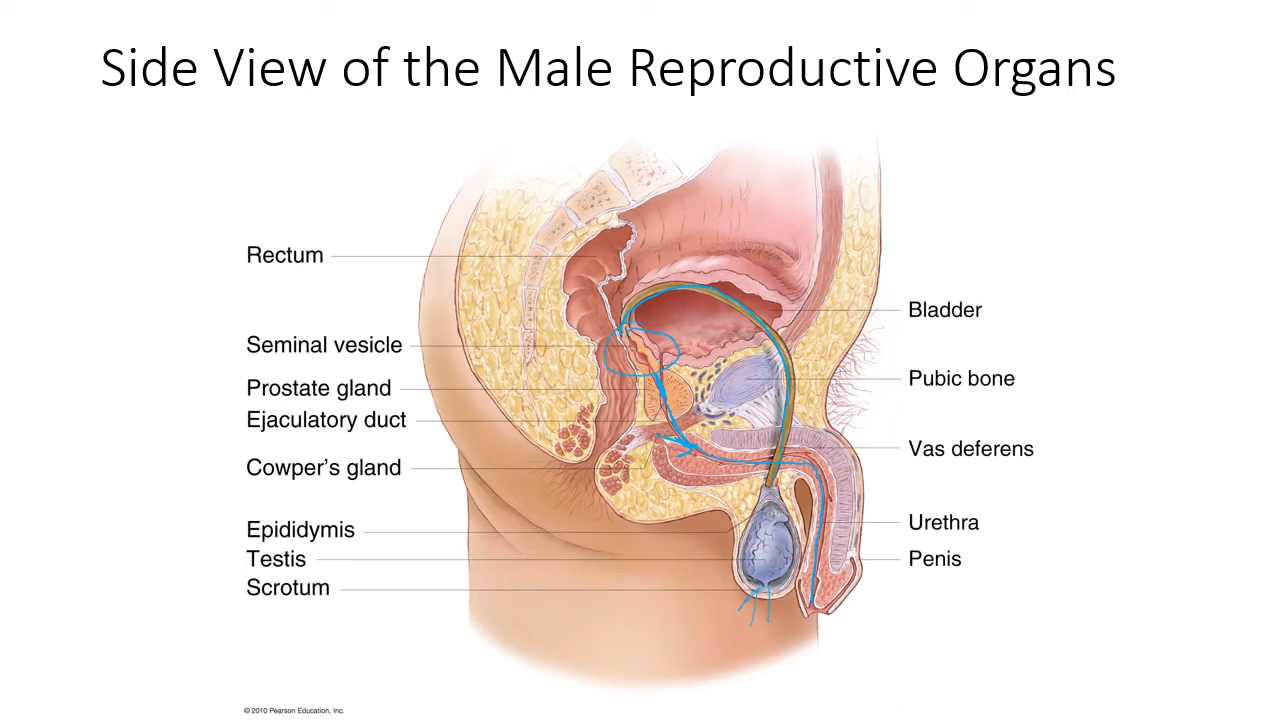 Side View of the Male Reproductive Organs
Rectum
Seminal vesicle
Prostate gland
Ejaculatory duct
Cowper's gland
Epididymis
Testis
Scrotum
Bladder
Pubic bone
Vas deferens
Urethra
Penis
© 2010 Pearson Education, Inc.